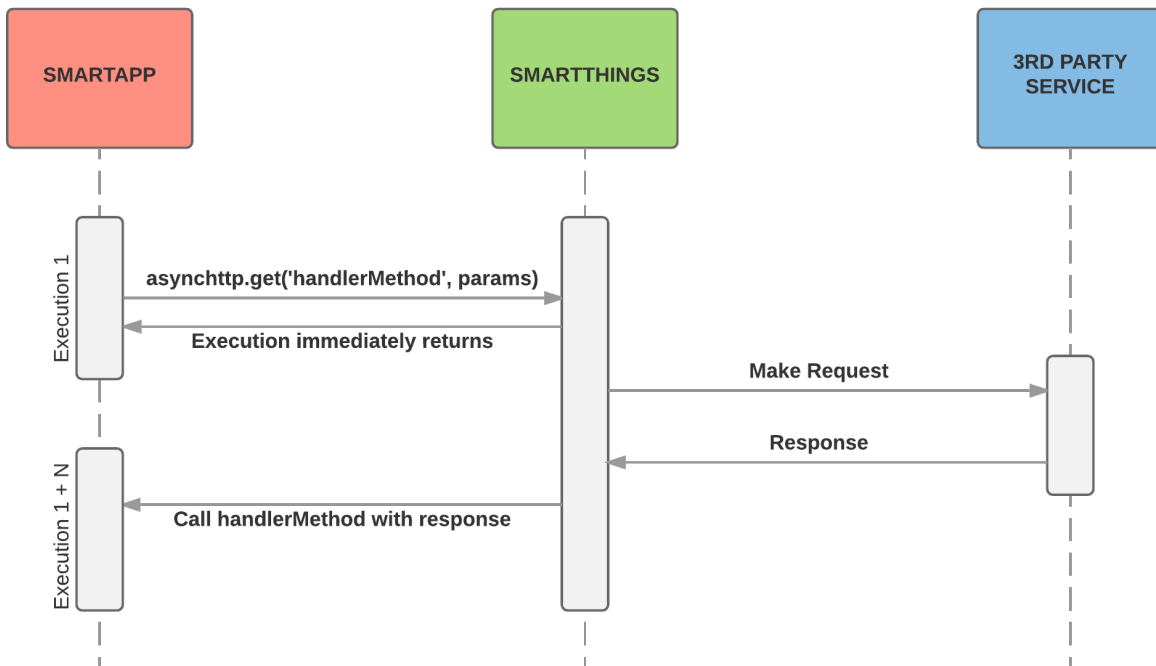 SMARTAPP
SMARTTHINGS
3RD PARTY
SERVICE
Execution 1
asynchttp.get('handlerMethod', params)
Execution immediately returns
Make Request
Response
Execution 1 + N
Call handlerMethod with response